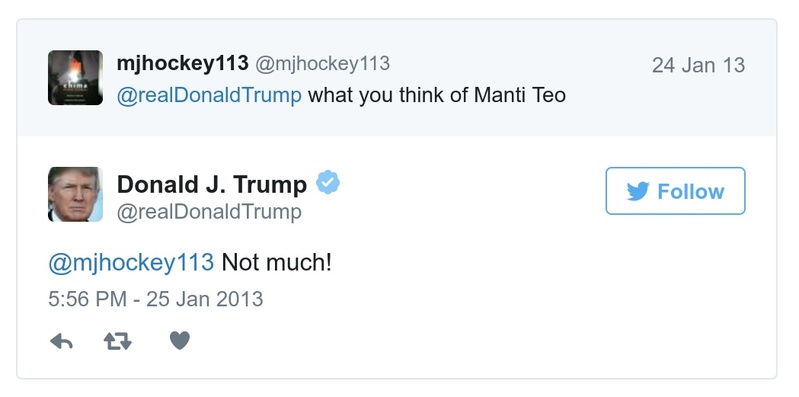 mjhockey113 @mjhockey113 24 Jan 13
@realDonaldTrump what you think of Manti Teo
Donald J. Trump
@realDonaldTrump
Follow
@mjhockey113 Not much!
5:56 PM - 25 Jan 2013